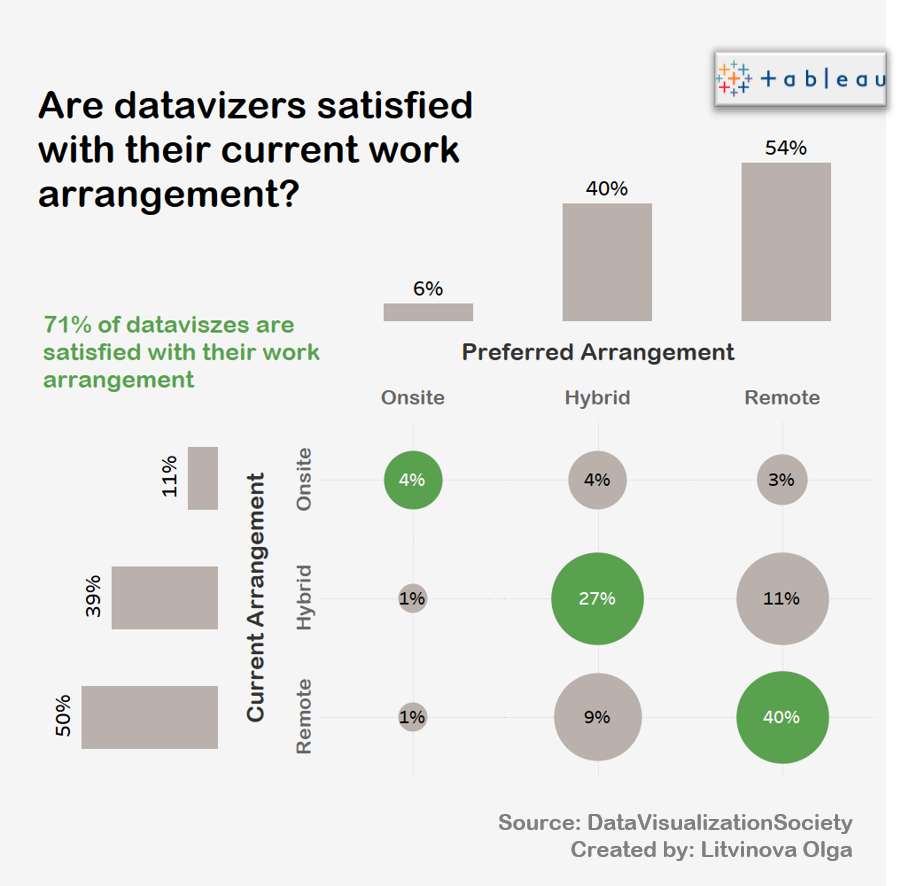 tableau
Are datavizers satisfied
with their current work
arrangement?
54%
40%
6%
71% of dataviszes are
satisfied with their work
arrangement
Preferred Arrangement
Onsite Hybrid Remote
Current Arrangement
11%
Onsite
4% 4% 3%
39%
Hybrid
1% 27% 11%
50%
Remote
1% 9% 40%
Source: DataVisualizationSociety
Created by: Litvinova Olga